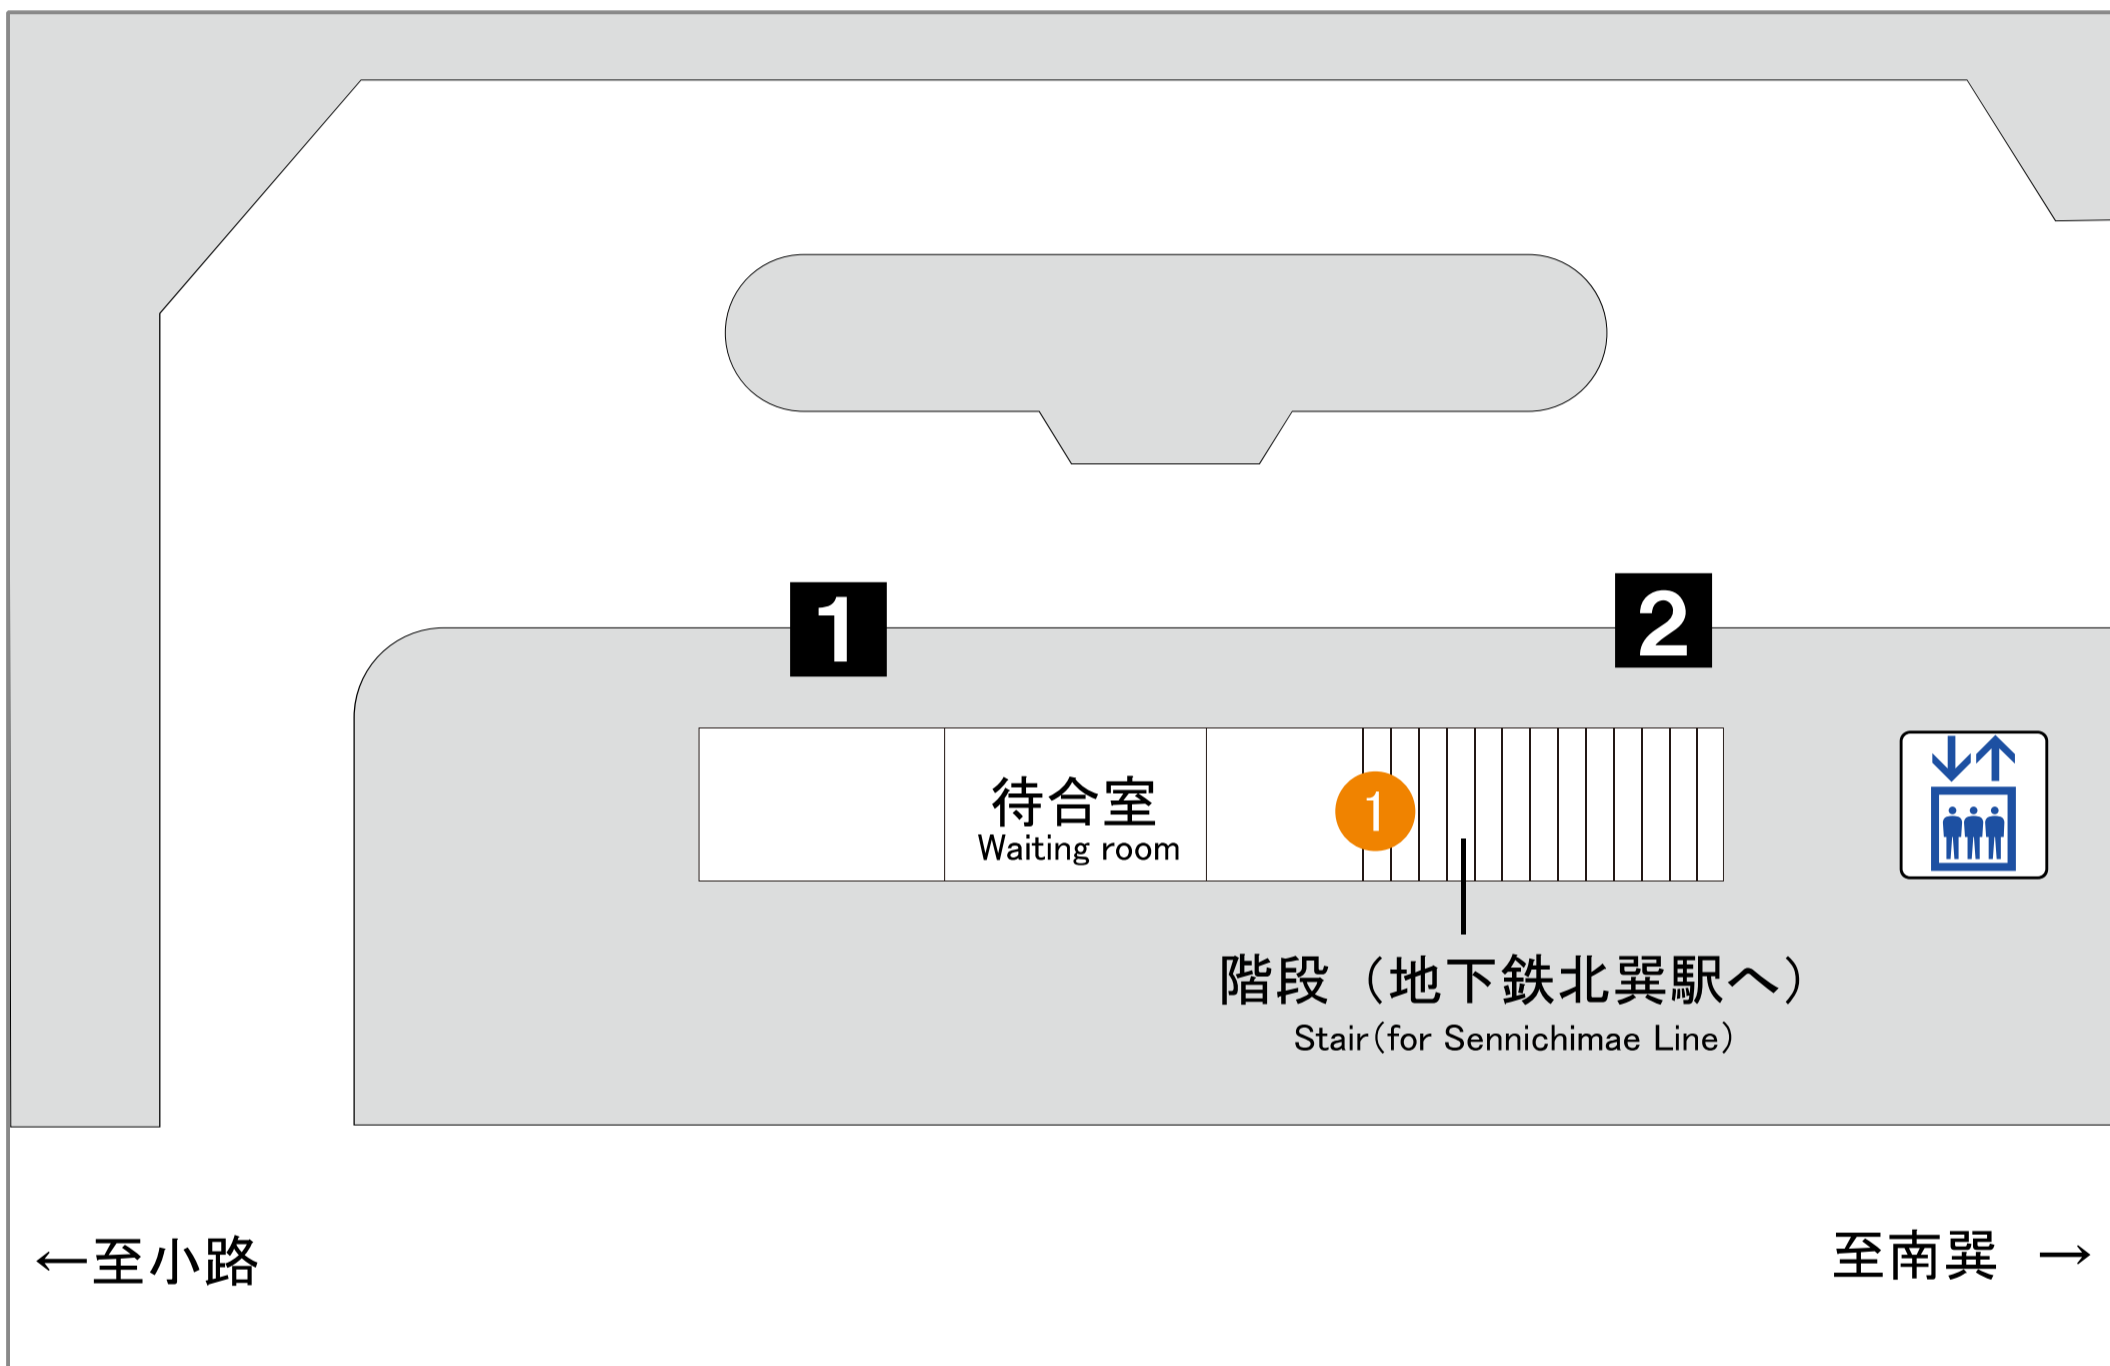 1
2
待合室
Waiting room
1
階段（地下鉄北巽駅へ）
Stair(for Sennichimae Line)
←至小路
至南巽 →